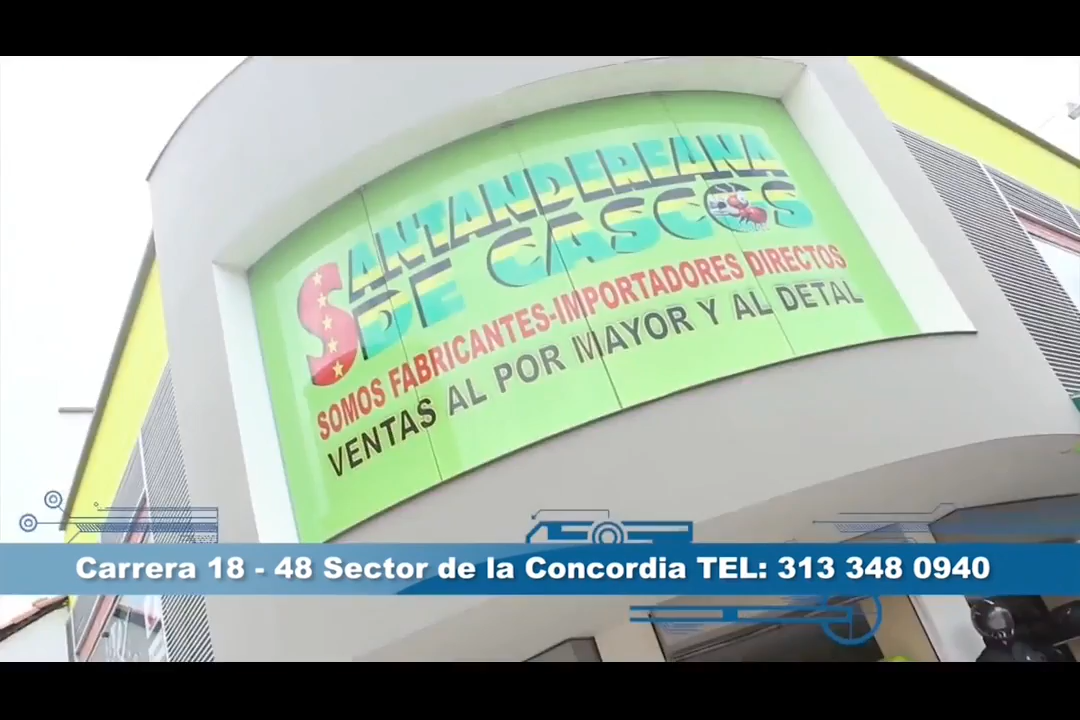 SANTANDEREANA
DE CASCOS
SOMOS FABRICANTES-IMPORTADORES DIRECTOS
VENTAS AL POR MAYOR Y AL DETAL
Carrera 18 - 48 Sector de la Concordia TEL: 313 348 0940